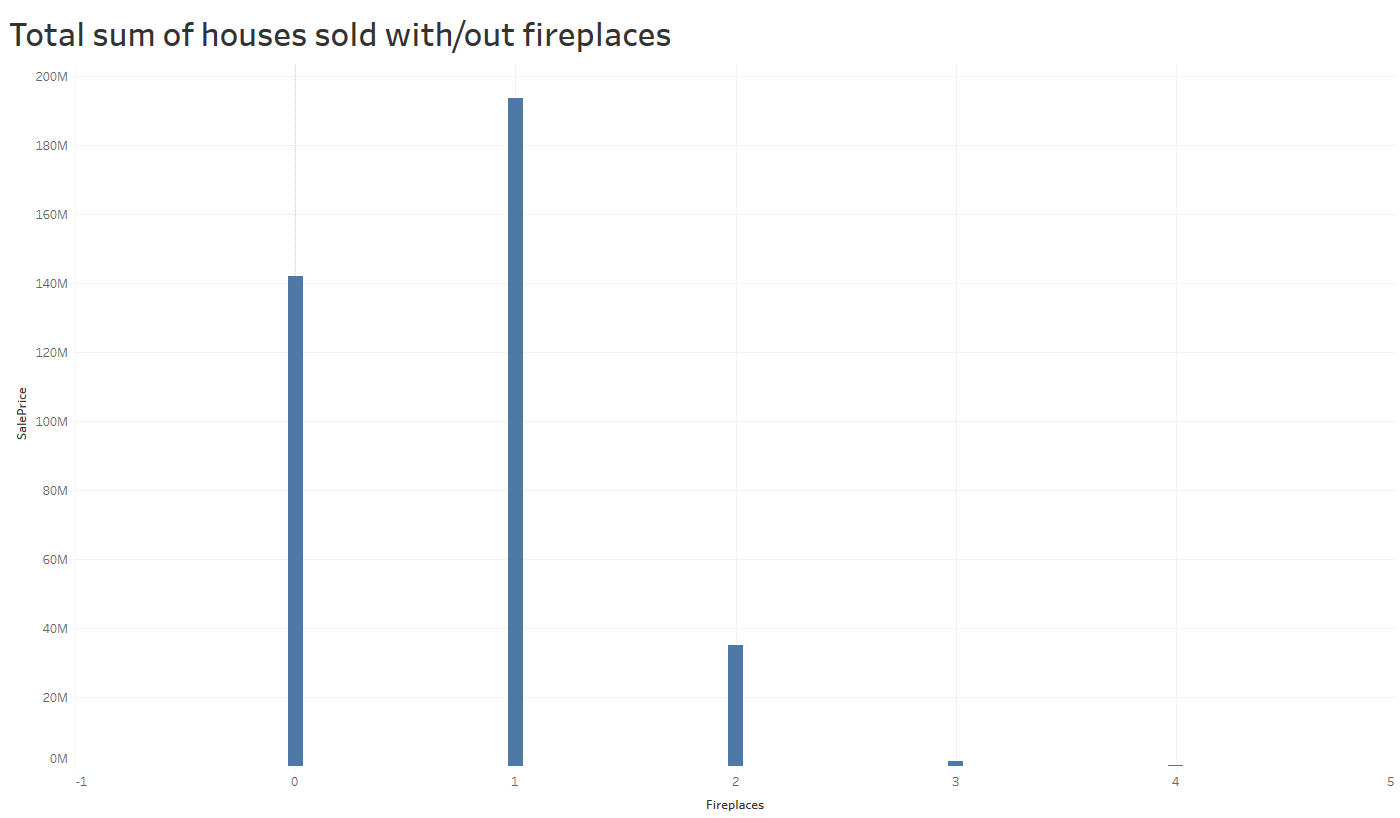 Total sum of houses sold with/out fireplaces
200M
180M
160M
140M
120M
100M
80M
60M
40M
20M
0M
SalePrice
-1 0 1 2 3 4 5
Fireplaces